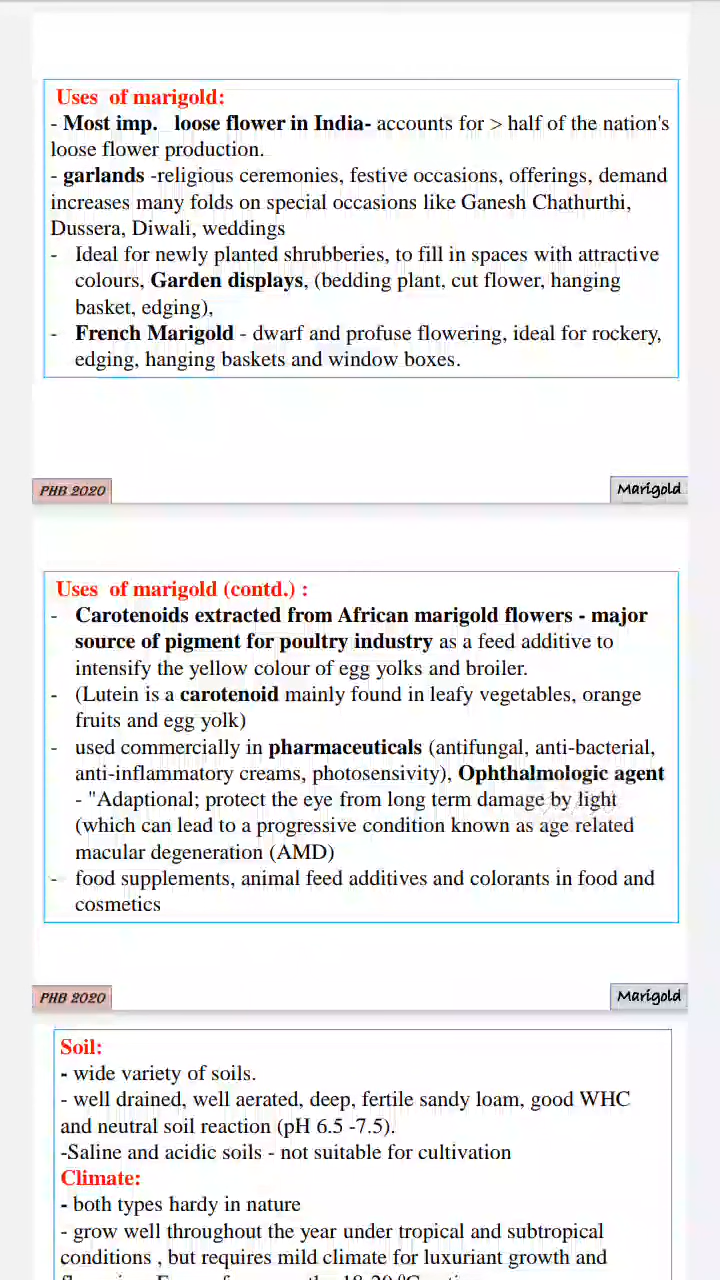 Uses of marigold:
- Most imp. loose flower in India- accounts for > half of the nation's
loose flower production.
- garlands -religious ceremonies, festive occasions, offerings, demand
increases many folds on special occasions like Ganesh Chathurthi,
Dussera, Diwali, weddings
- Ideal for newly planted shrubberies, to fill in spaces with attractive
colours, Garden displays, (bedding plant, cut flower, hanging
basket, edging),
- French Marigold - dwarf and profuse flowering, ideal for rockery,
edging, hanging baskets and window boxes.
PHB 2020
Marigold
Uses of marigold (contd.) :
- Carotenoids extracted from African marigold flowers - major
source of pigment for poultry industry as a feed additive to
intensify the yellow colour of egg yolks and broiler.
- (Lutein is a carotenoid mainly found in leafy vegetables, orange
fruits and egg yolk)
- used commercially in pharmaceuticals (antifungal, anti-bacterial,
anti-inflammatory creams, photosensivity), Ophthalmologic agent
- "Adaptional; protect the eye from long term damage by light
(which can lead to a progressive condition known as age related
macular degeneration (AMD)
- food supplements, animal feed additives and colorants in food and
cosmetics
PHB 2020
Marigold
Soil:
- wide variety of soils.
- well drained, well aerated, deep, fertile sandy loam, good WHC
and neutral soil reaction (pH 6.5 -7.5).
-Saline and acidic soils - not suitable for cultivation
Climate:
- both types hardy in nature
- grow well throughout the year under tropical and subtropical
conditions , but requires mild climate for luxuriant growth and